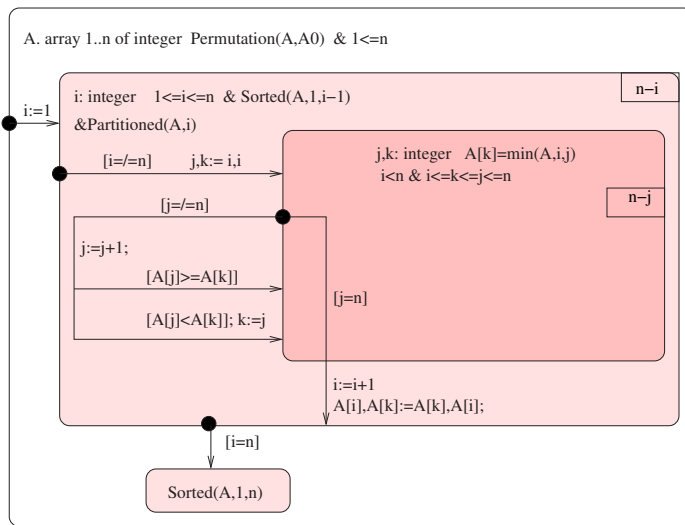 A. array 1..n of integer Permutation(A,A0) & 1<=n
n−i
i: integer 1<=i<=n & Sorted(A,1,i−1)
i:=1
&Partitioned(A,i)
j,k: integer A[k]=min(A,i,j)
[i=/=n] j,k:= i,i
i<n & i<=k<=j<=n
n−j
[j=/=n]
j:=j+1;
[A[j]>=A[k]]
[j=n]
[A[j]<A[k]]; k:=j
i:=i+1
A[i],A[k]:=A[k],A[i];
[i=n]
Sorted(A,1,n)